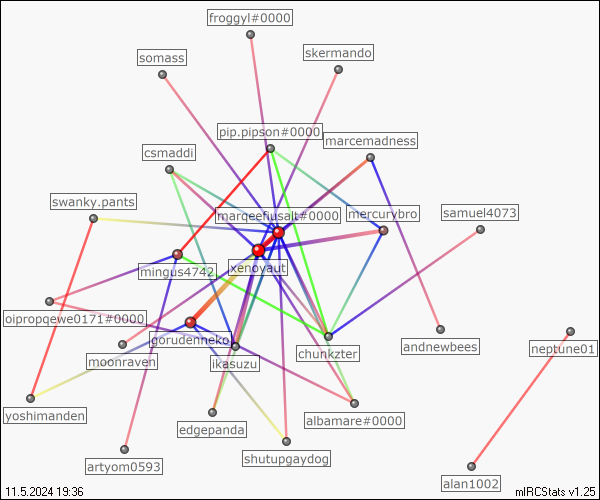 froggyl#0000
skermando
somass
pip.pipson#0000
marcemadness
csmaddi
swanky.pants
marqeefiusalt#0000
mercurybro
samuel4073
mingus4742
xenoyaut
oipropqewe0171#0000
gorudenneko
moonraven
ikasuzu
chunkzter
andnewbees
neptune01
yoshimanden
edgepanda
albamare#0000
shutupgaydog
artyom0593
alan1002
11.5.2024 19:36
mIRCStats v1.25